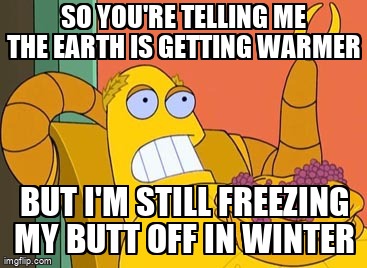 SO YOU'RE TELLING ME
THE EARTH IS GETTING WARMER
BUT I'M STILL FREEZING
MY BUTT OFF IN WINTER
imgflip.com